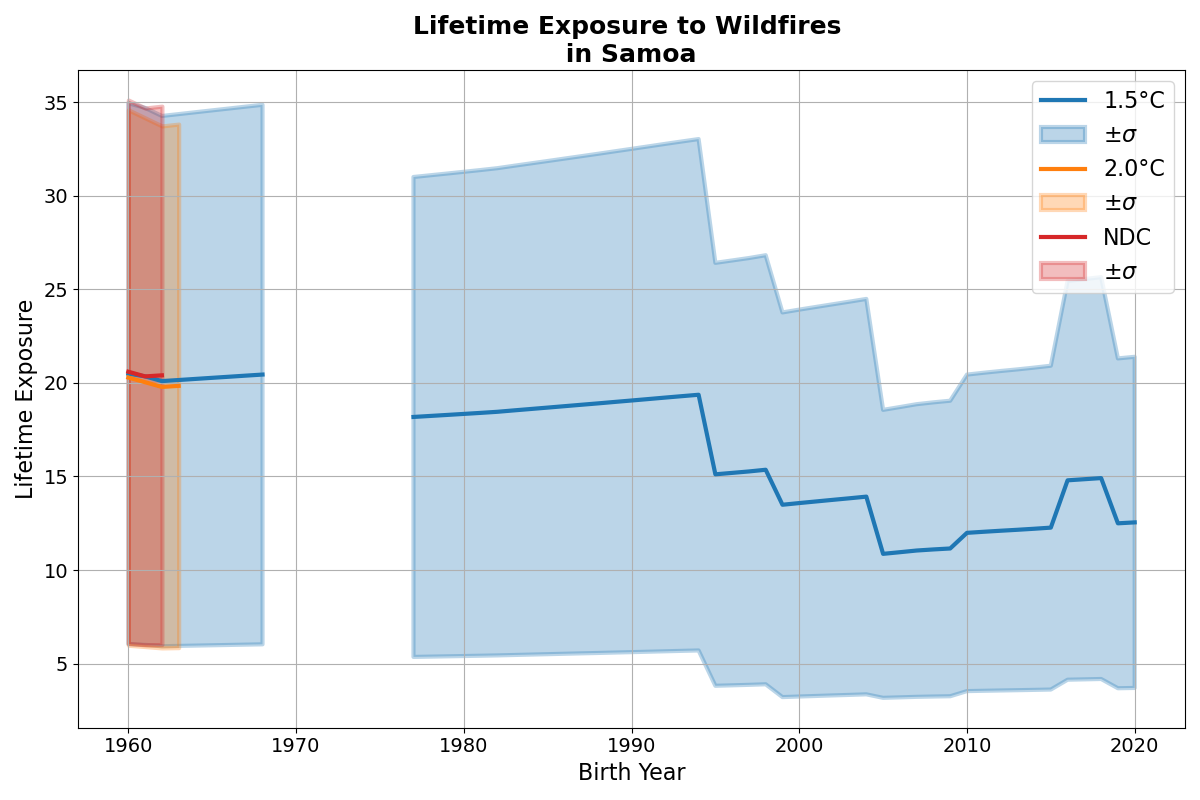 Lifetime Exposure to Wildfires
in Samoa
Lifetime Exposure
35
30
25
20
15
10
5
1960
1970
1980
1990
2000
2010
2020
Birth Year
1.5°C
±σ
2.0°C
±σ
NDC
±σ